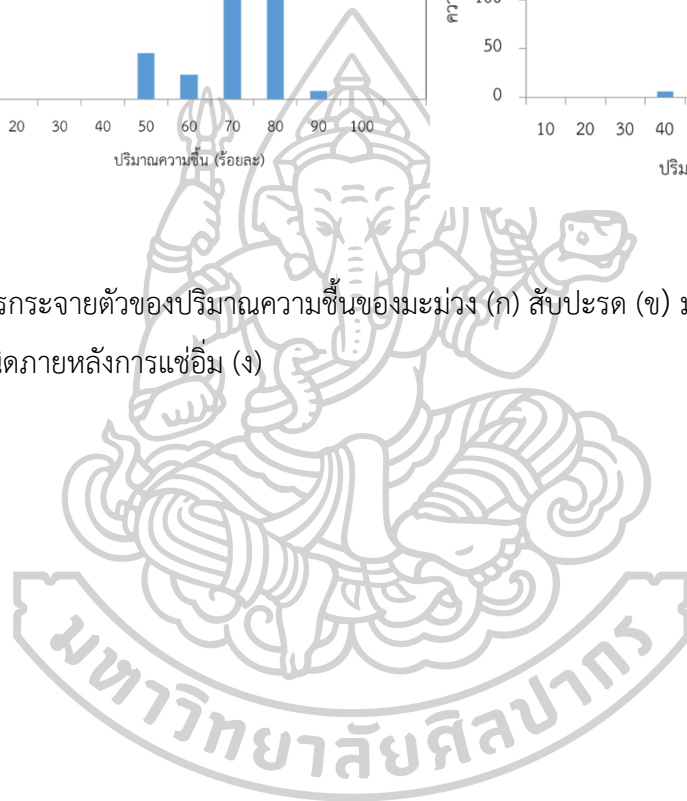 100
50
0
20 30 40 50 60 70 80 90 100
ปริมาณความชื้น (ร้อยละ)
10 20 30 40
กระจายตัวของปริมาณความชื้นของมะม่วง (ก) สับปะรด (ข)
ภายหลังการแช่อิ่ม (ง)
มหาวิทยาลัยศิลปากร